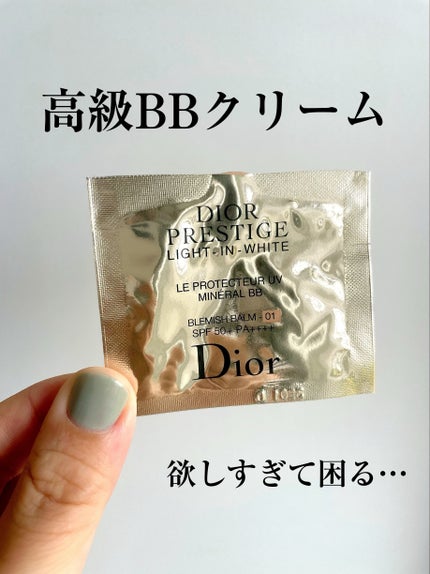 高級BBクリーム
DIOR
PRESTIGE
LIGHT-IN-WHITE
LE PROTECTEUR UV
MINÉRAL BB
BLEMISH BALM - 01
SPF 50+ PA++++
Dior
欲しすぎて困る…